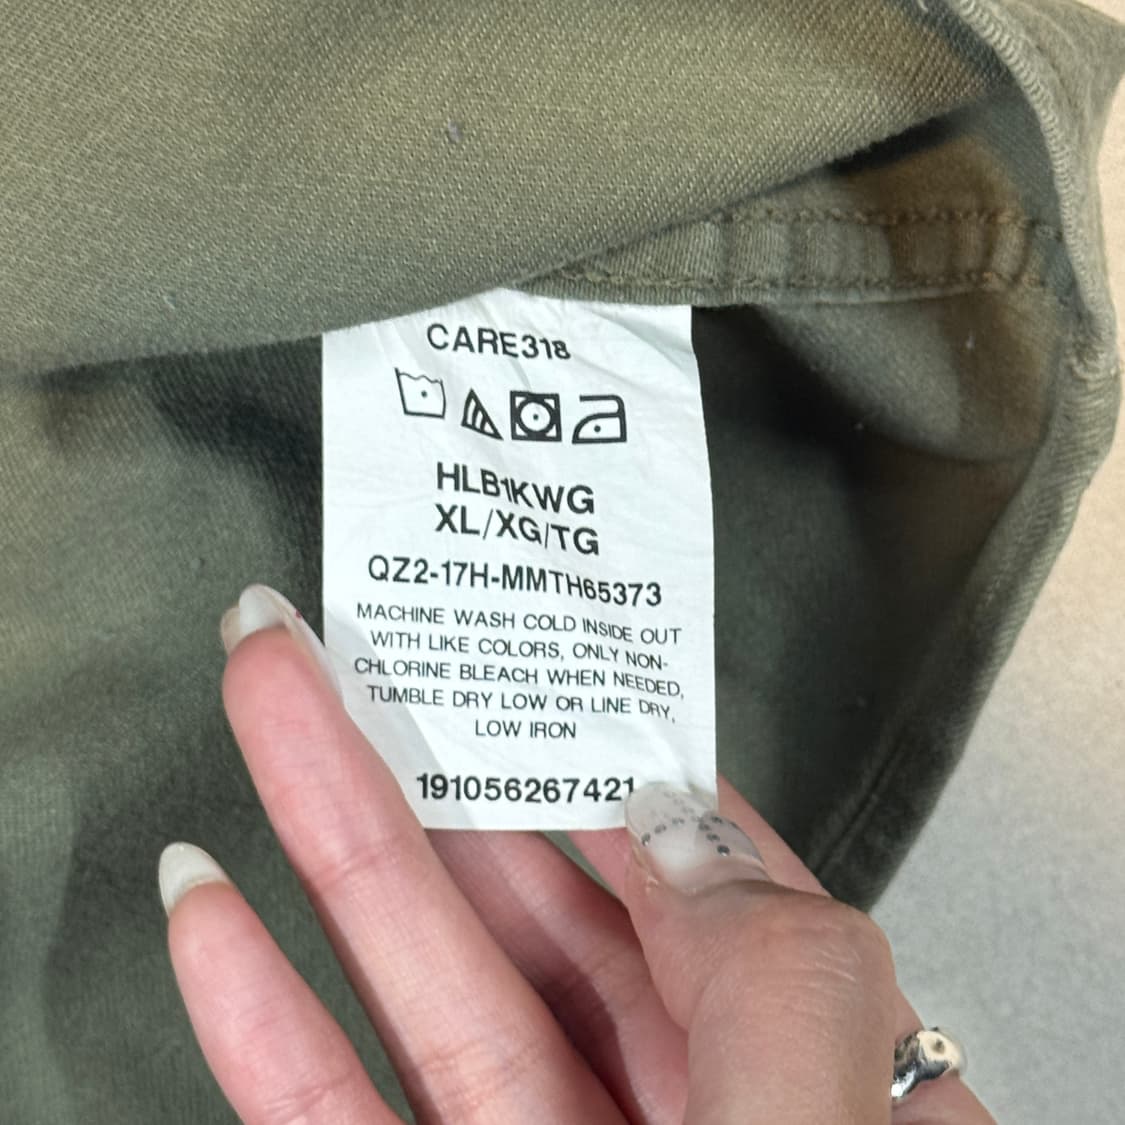 CARE318
HLB1KWG
XL/XG/TG
QZ2-17H-MMTH65373
MACHINE WASH COLD INSIDE OUT
WITH LIKE COLORS, ONLY NON-
CHLORINE BLEACH WHEN NEEDED,
TUMBLE DRY LOW OR LINE DRY,
LOW IRON
191056267421